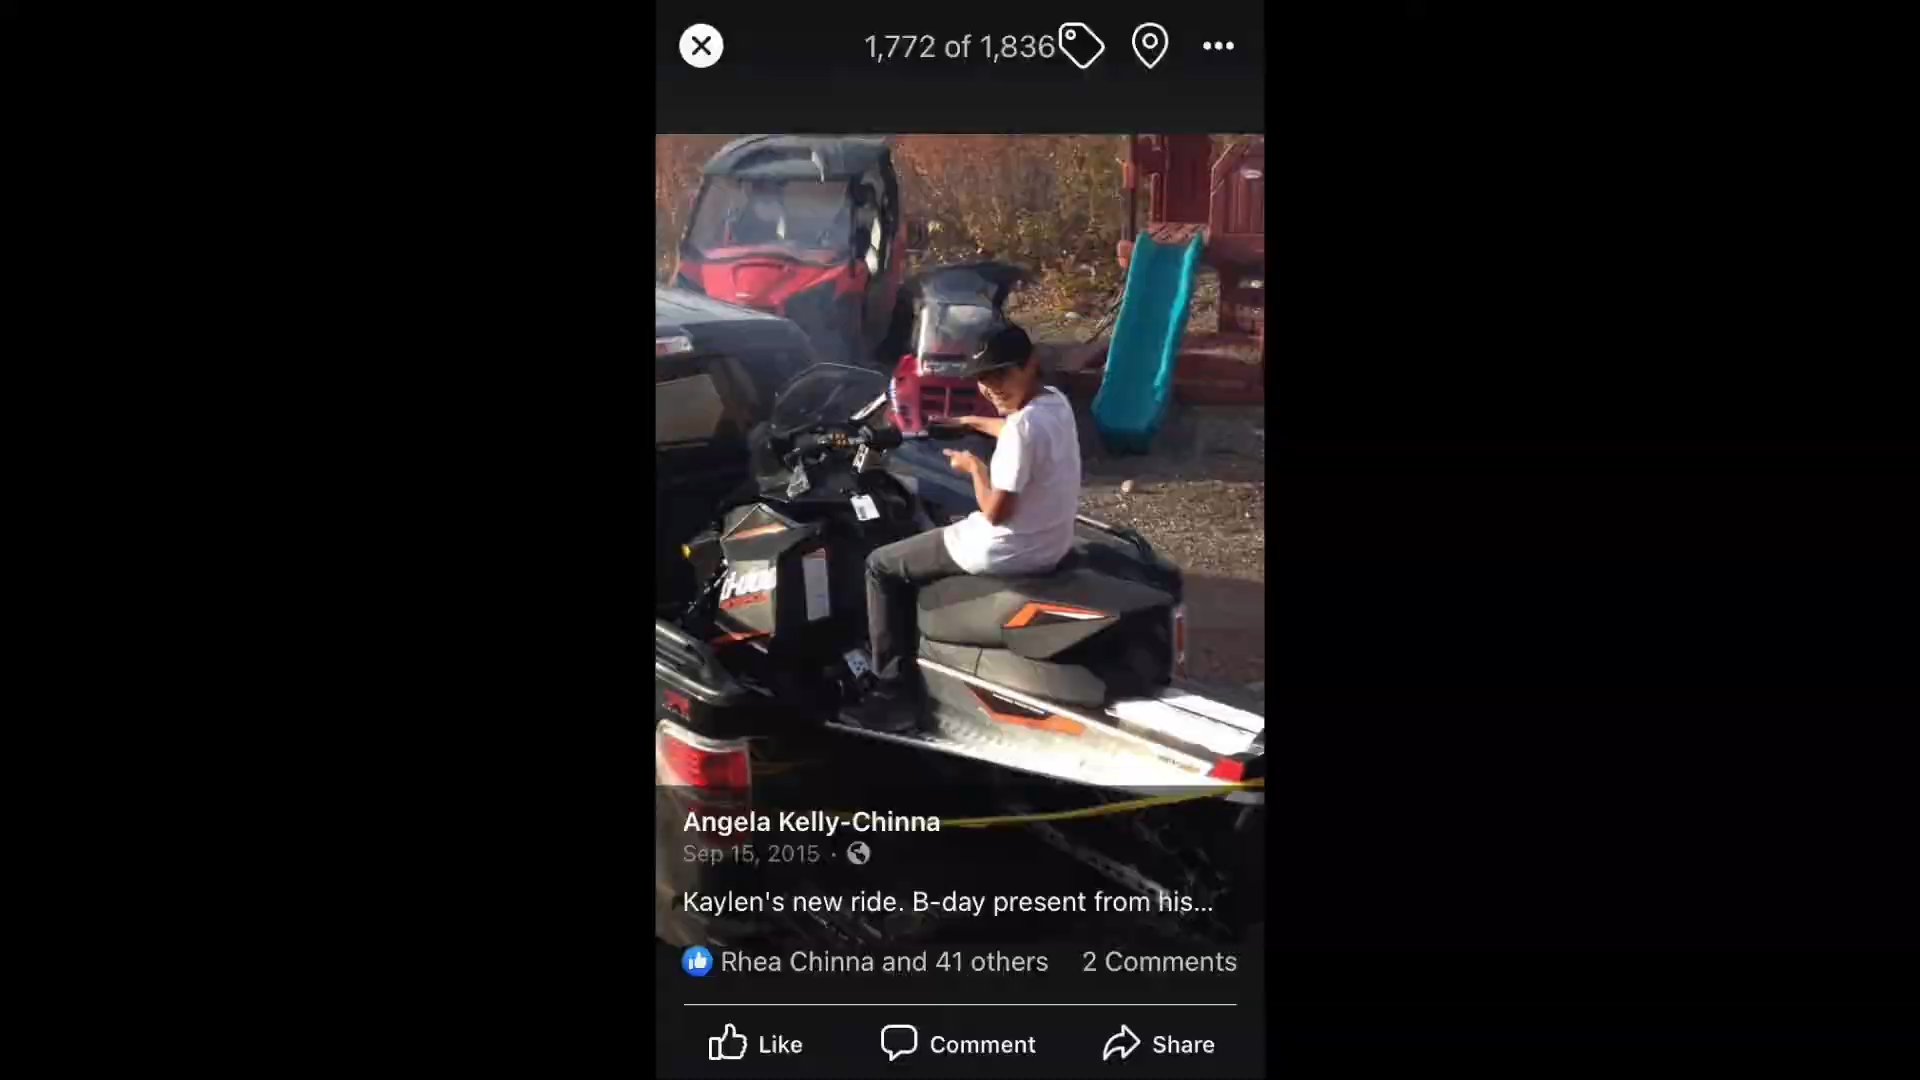 1,772 of 1,836
Angela Kelly-Chinna
Sep 15, 2015 ·
Kaylen's new ride. B-day present from his...
Rhea Chinna and 41 others 2 Comments
Like Comment Share